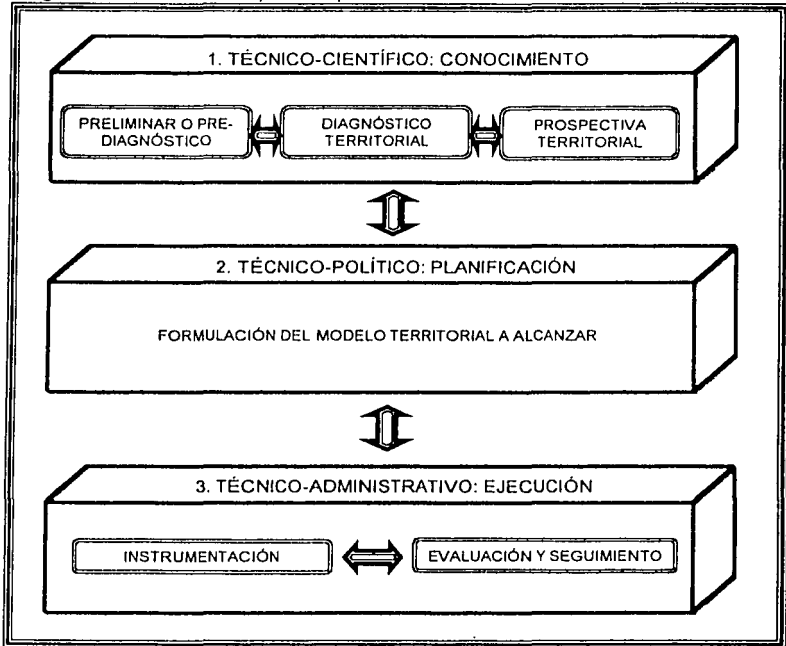 1. TÉCNICO-CIENTÍFICO: CONOCIMIENTO
PRELIMINAR O PRE-
DIAGNÓSTICO
DIAGNÓSTICO
TERRITORIAL
PROSPECTIVA
TERRITORIAL
2. TÉCNICO-POLÍTICO: PLANIFICACIÓN
FORMULACIÓN DEL MODELO TERRITORIAL A ALCANZAR
3. TÉCNICO-ADMINISTRATIVO: EJECUCIÓN
INSTRUMENTACIÓN
EVALUACIÓN Y SEGUIMIENTO